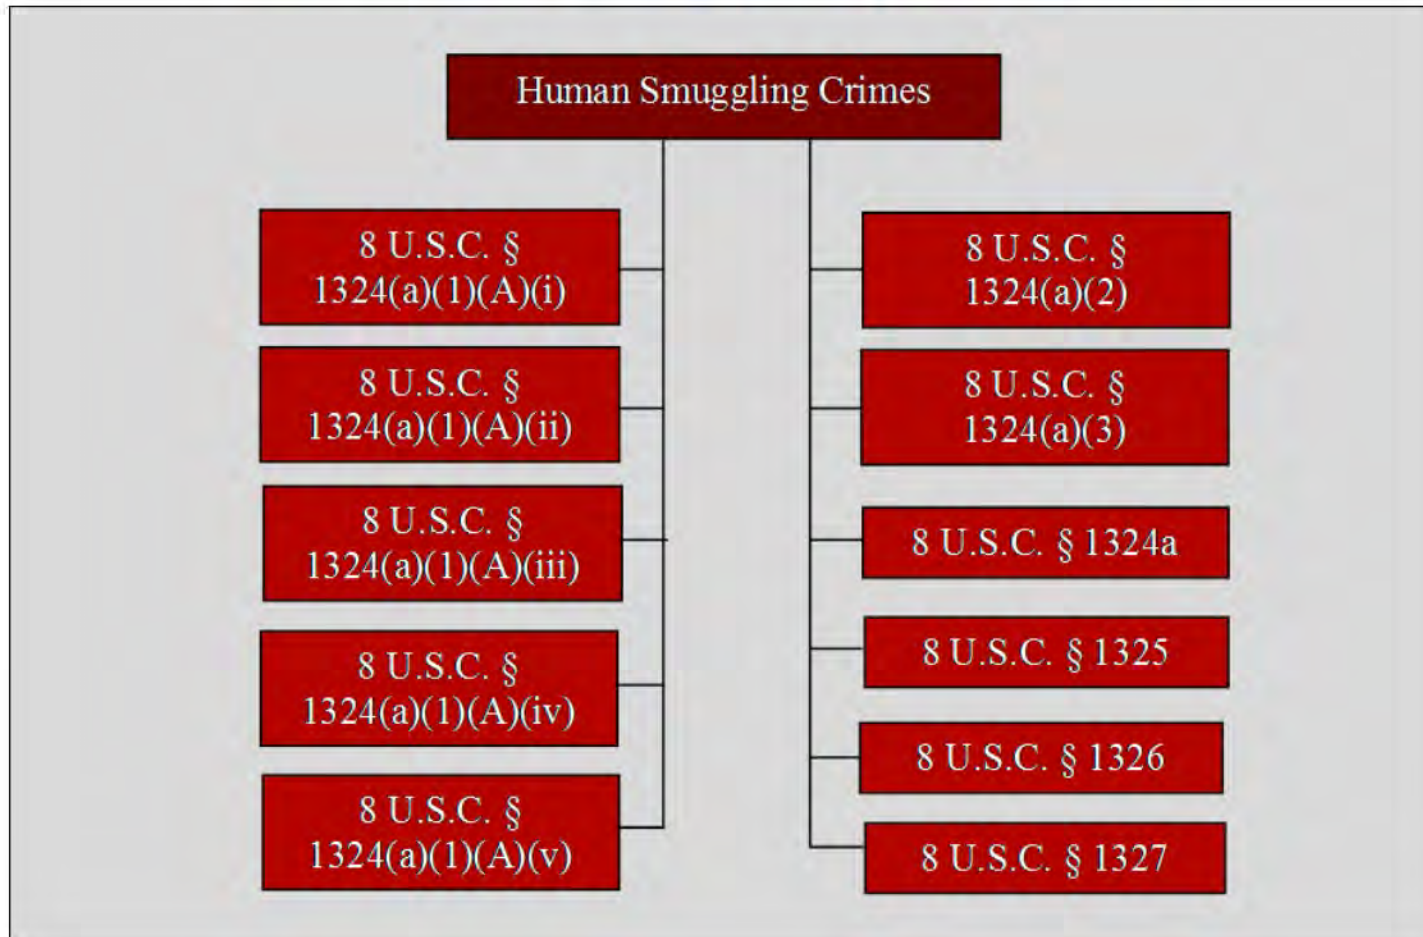 Human Smuggling Crimes
8 U.S.C. §
1324(a)(1)(A)(i)
8 U.S.C. §
1324(a)(1)(A)(ii)
8 U.S.C. §
1324(a)(1)(A)(iii)
8 U.S.C. §
1324(a)(1)(A)(iv)
8 U.S.C. §
1324(a)(1)(A)(v)
8 U.S.C. §
1324(a)(2)
8 U.S.C. §
1324(a)(3)
8 U.S.C. § 1324a
8 U.S.C. § 1325
8 U.S.C. § 1326
8 U.S.C. § 1327